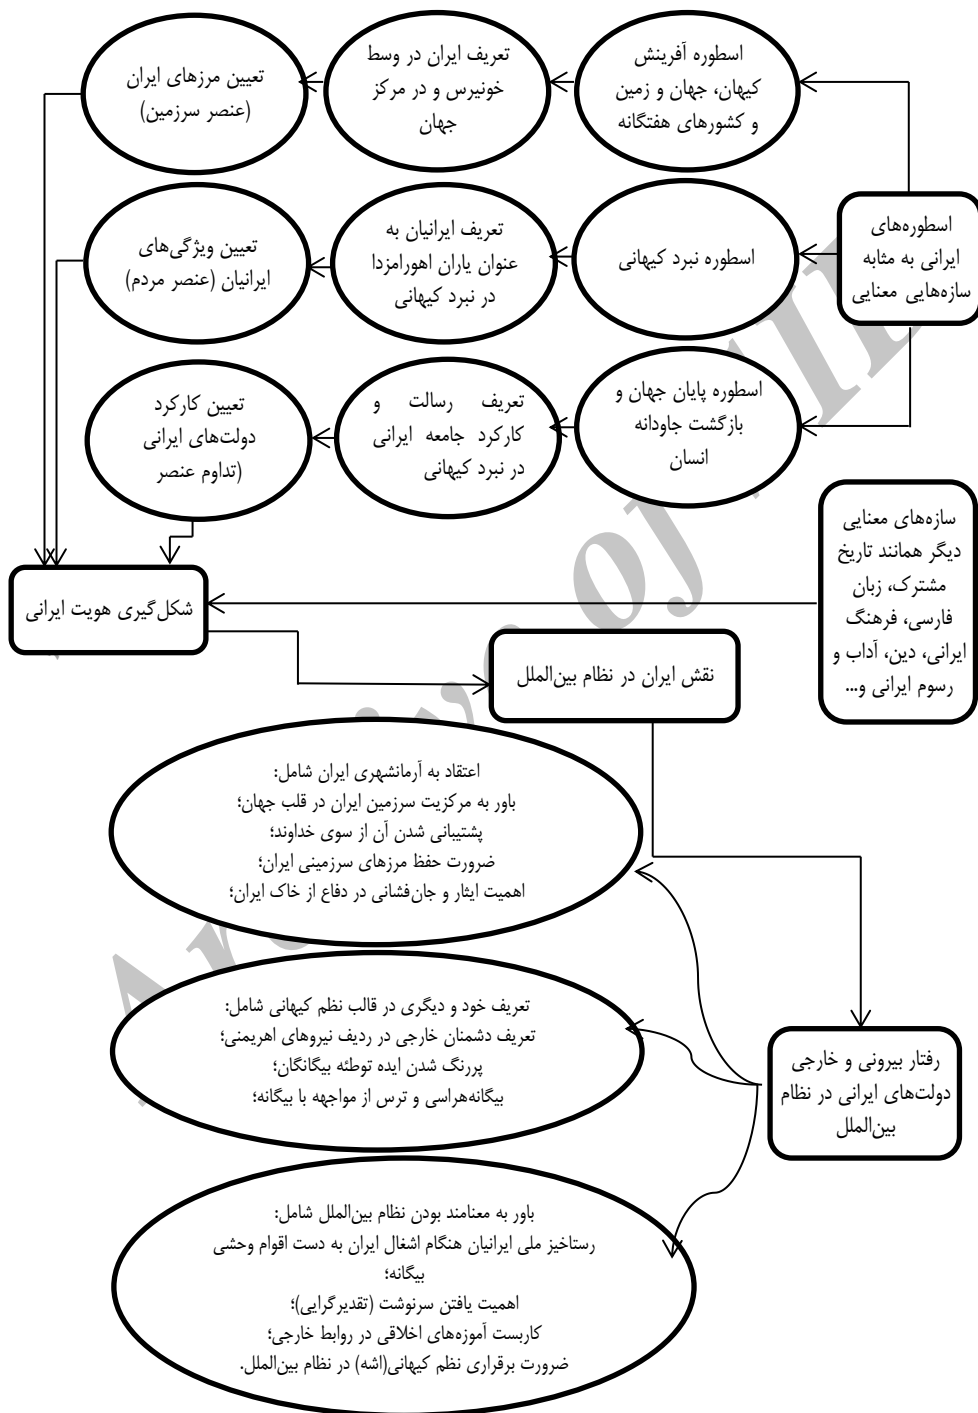 اسطوره آفرینش
کیهان، جهان و زمین
و کشورهای هفتگانه
تعریف ایران در وسط
خونیرس و در مرکز
جهان
تعیین مرزهای ایران
(عنصر سرزمین)
اسطوره‌های
ایرانی به مثابه
سازه‌هایی معنایی
اسطوره نبرد کیهانی
تعریف ایرانیان به
عنوان یاران اهورامزدا
در نبرد کیهانی
تعیین ویژگی‌های
ایرانیان (عنصر مردم)
اسطوره پایان جهان و
بازگشت جاودانه
انسان
تعریف رسالت و
کارکرد جامعه ایرانی
در نبرد کیهانی
تعیین کارکرد
دولت‌های ایرانی
(تداوم عنصر
سازه‌های معنایی
دیگر همانند تاریخ
مشترک، زبان
فارسی، فرهنگ
ایرانی، دین، آداب و
رسوم ایرانی و...
شکل‌گیری هویت ایرانی
نقش ایران در نظام بین‌الملل
اعتقاد به آرمانشهری ایران شامل:
باور به مرکزیت سرزمین ایران در قلب جهان؛
پشتیبانی شدن آن از سوی خداوند؛
ضرورت حفظ مرزهای سرزمینی ایران؛
اهمیت ایثار و جان‌فشانی در دفاع از خاک ایران؛
تعریف خود و دیگری در قالب نظم کیهانی شامل:
تعریف دشمنان خارجی در ردیف نیروهای اهریمنی؛
پررنگ شدن ایده توطئه بیگانگان؛
بیگانه‌هراسی و ترس از مواجهه با بیگانه؛
رفتار بیرونی و خارجی
دولت‌های ایرانی در نظام
بین‌الملل
باور به معنامند بودن نظام بین‌الملل شامل:
رستاخیز ملی ایرانیان هنگام اشغال ایران به دست اقوام وحشی
بیگانه؛
اهمیت یافتن سرنوشت (تقدیرگرایی)؛
کاربست آموزه‌های اخلاقی در روابط خارجی؛
ضرورت برقراری نظم کیهانی(اشه) در نظام بین‌الملل.
Archive of